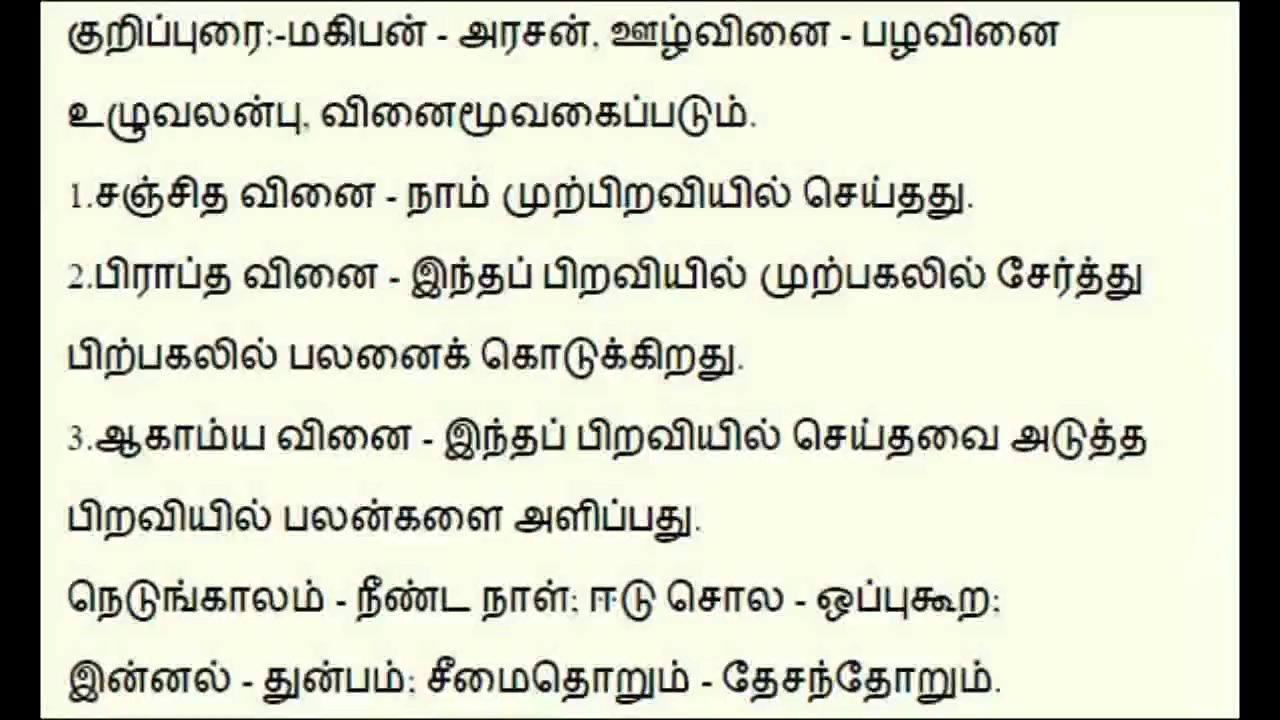 குறிப்புரை:-மகிபன் - அரசன், ஊழ்வினை - பழவினை
உழுவலன்பு, வினைமூவகைப்படும்.
1.சஞ்சித வினை - நாம் முற்பிறவியில் செய்தது.
2.பிராப்த வினை - இந்தப் பிறவியில் முற்பகலில் சேர்த்து
பிற்பகலில் பலனைக் கொடுக்கிறது.
3.ஆகாம்ய வினை - இந்தப் பிறவியில் செய்தவை அடுத்த
பிறவியில் பலன்களை அளிப்பது.
நெடுங்காலம் - நீண்ட நாள்; ஈடு சொல - ஒப்புகூற;
இன்னல் - துன்பம்; சீமைதொறும் - தேசந்தோறும்.